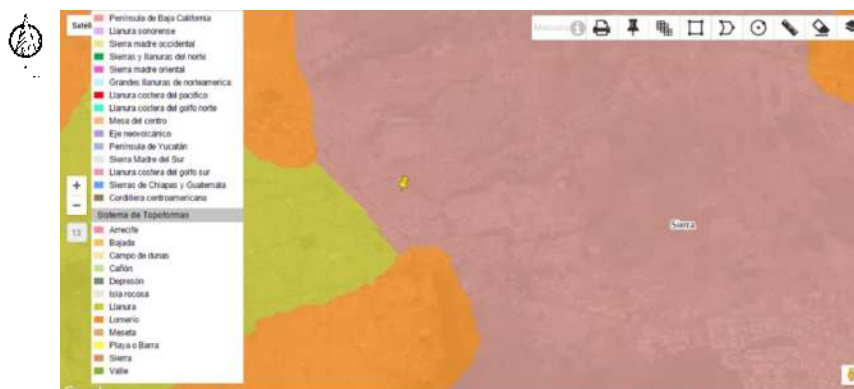 Satéli
Península de Baja California
Llanura sonorense
Sierra madre occidental
Sierras y llanuras del norte
Sierra madre oriental
Grandes llanuras de norteamerica
Llanura costera del pacifico
Llanura costera del golfo norte
Mesa del centro
Eje neovolcánico
Península de Yucatán
Sierra Madre del Sur
Llanura costera del golfo sur
Sierras de Chiapas y Guatemala
Cordillera centroamericana
Sistema de Topoformas
Arrecife
Bajada
Campo de dunas
Cañón
Depresón
Isla rocosa
Llanura
Lomerio
Meseta
Playa o Barra
Sierra
Valle
+
−
13
Sierra